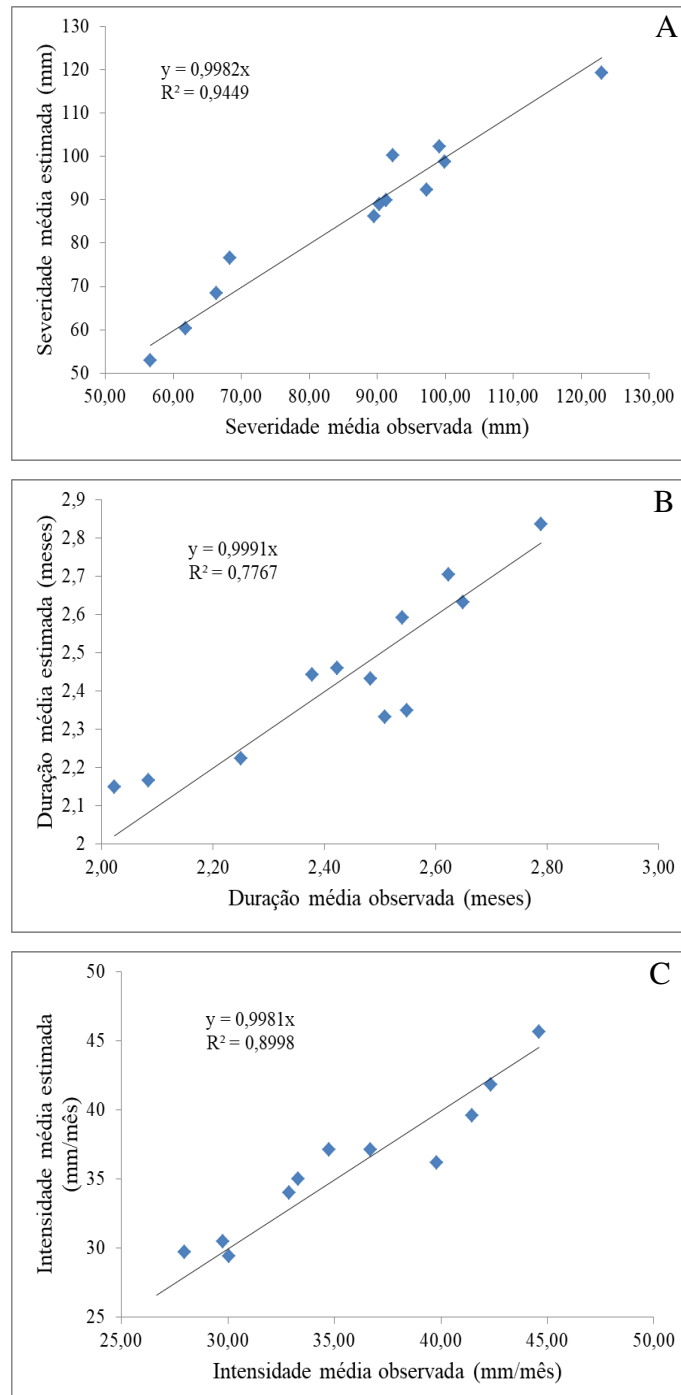 A
y = 0,9982x
R² = 0,9449
Severidade média estimada (mm)
130
120
110
100
90
80
70
60
50
50,00 60,00 70,00 80,00 90,00 100,00 110,00 120,00 130,00
Severidade média observada (mm)
B
y = 0,9991x
R² = 0,7767
Duração média estimada (meses)
2,9
2,8
2,7
2,6
2,5
2,4
2,3
2,2
2,1
2
2,00 2,20 2,40 2,60 2,80 3,00
Duração média observada (meses)
C
y = 0,9981x
R² = 0,8998
Intensidade média estimada
(mm/mês)
50
45
40
35
30
25
25,00 30,00 35,00 40,00 45,00 50,00
Intensidade média observada (mm/mês)